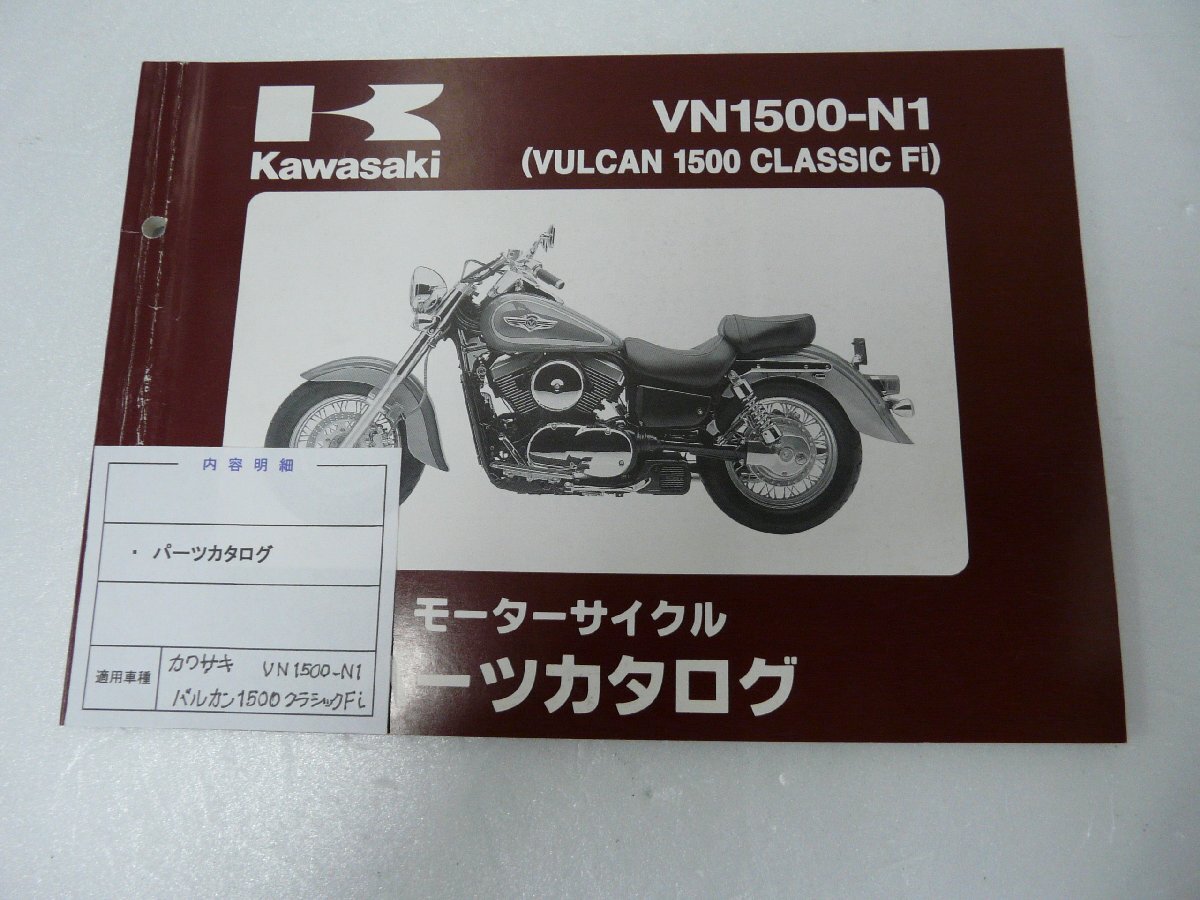 Kawasaki
VN1500-N1
(VULCAN 1500 CLASSIC Fi)
モーターサイクル
ーツカタログ
内容明細
・ パーツカタログ
適用車種
カワサキ VN1500-N1
バルカン1500クラシックFi